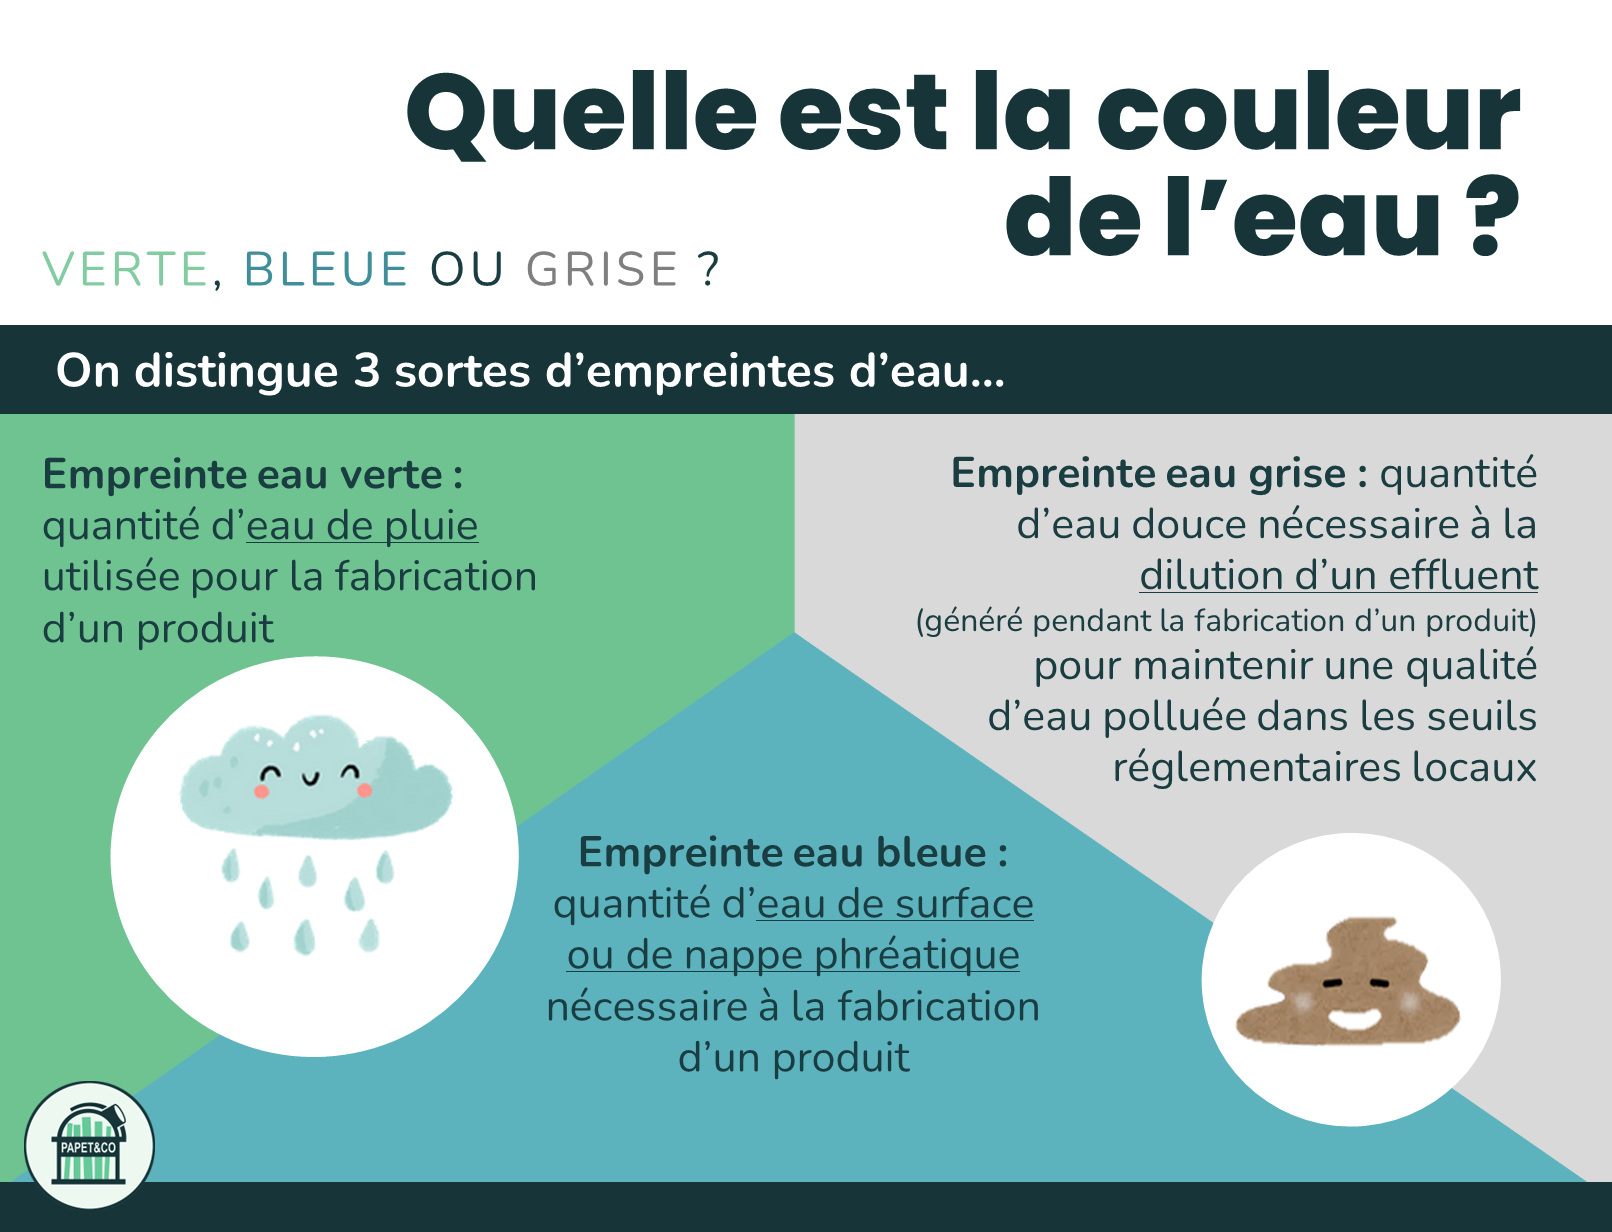 Quelle est la couleur
de l’eau ?
VERTE, BLEUE OU GRISE ?
On distingue 3 sortes d’empreintes d’eau...
Empreinte eau verte :
quantité d’eau de pluie
utilisée pour la fabrication
d’un produit
Empreinte eau grise : quantité
d’eau douce nécessaire à la
dilution d’un effluent
(généré pendant la fabrication d’un produit)
pour maintenir une qualité
d’eau polluée dans les seuils
réglementaires locaux
Empreinte eau bleue :
quantité d’eau de surface
ou de nappe phréatique
nécessaire à la fabrication
d’un produit
PAPET&CO